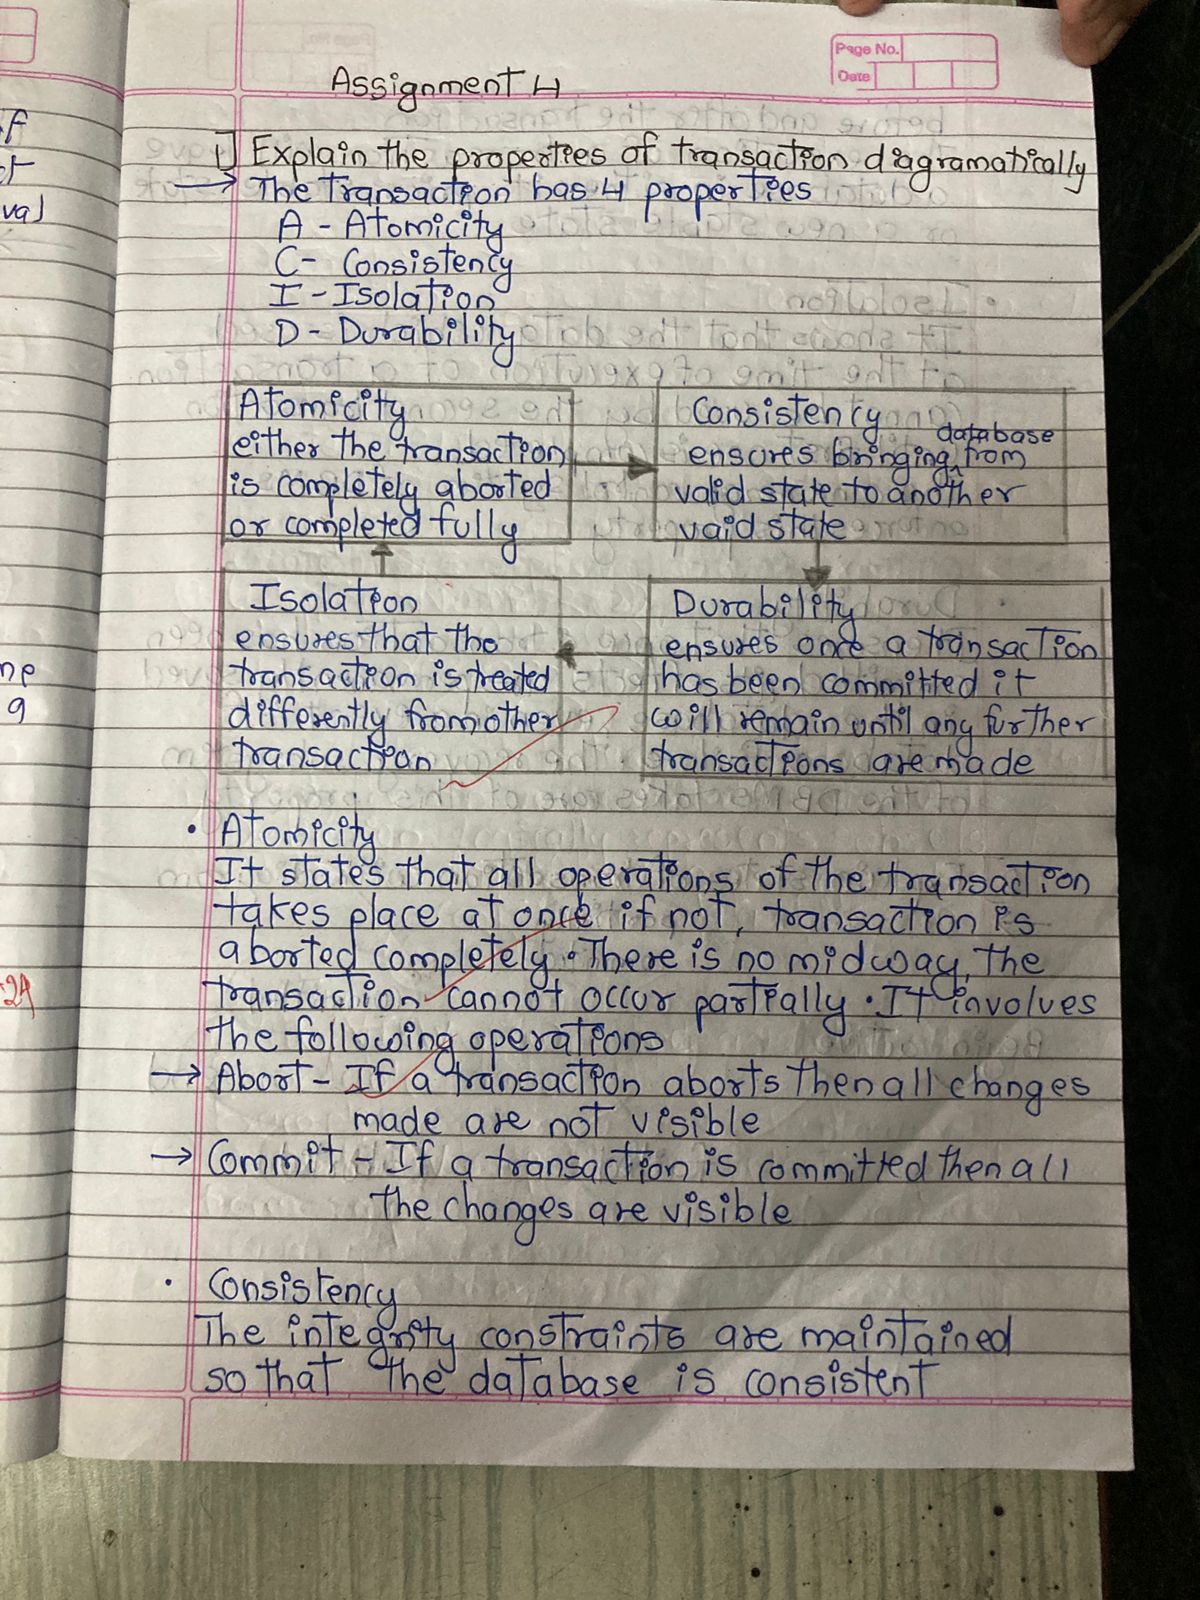 Page No.
Date
Assignment 4
1] Explain the properties of transaction diagramatically
→ The transaction has 4 properties
A - Atomicity
C- Consistency
I - Isolation
D - Durability
Atomicity
either the transaction
is completely aborted
or completed fully
Consistency
database
ensures bringing from
valid state to another
vaid state
Isolation
ensures that the
transaction is treated
differently from other
transaction
Durability
ensures once a transaction
has been committed it
will remain until any further
transactions are made
• Atomicity
It states that all operations of the transaction
takes place at once if not, transaction is
aborted completely. There is no midway, the
transaction cannot occur partially. It involves
the following operations
→ Abort - If a transaction aborts then all changes
made are not visible
→ Commit - If a transaction is committed then all
the changes are visible
• Consistency
The integrity constraints are maintained
so that the database is consistent